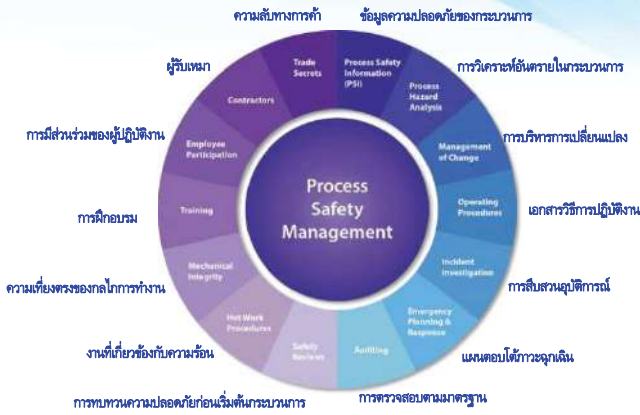 ความลับทางการค้า
ข้อมูลความปลอดภัยของกระบวนการ
ผู้รับเหมา
การวิเคราะห์อันตรายในกระบวนการ
การมีส่วนร่วมของผู้ปฏิบัติงาน
การบริหารการเปลี่ยนแปลง
การฝึกอบรม
เอกสารวิธีการปฏิบัติงาน
ความเที่ยงตรงของกลไกการทำงาน
การสืบสวนอุบัติการณ์
งานที่เกี่ยวข้องกับความร้อน
แผนตอบโต้ภาวะฉุกเฉิน
การทบทวนความปลอดภัยก่อนเริ่มต้นกระบวนการ
การตรวจสอบตามมาตรฐาน
Trade
Secrets
Process Safety
Information
(PSI)
Process
Hazard
Analysis
Management
of Change
Operating
Procedures
Incident
Investigation
Emergency
Planning &
Response
Auditing
Safety
Reviews
Hot Work
Procedures
Mechanical
Integrity
Training
Employee
Participation
Contractors
Process
Safety
Management